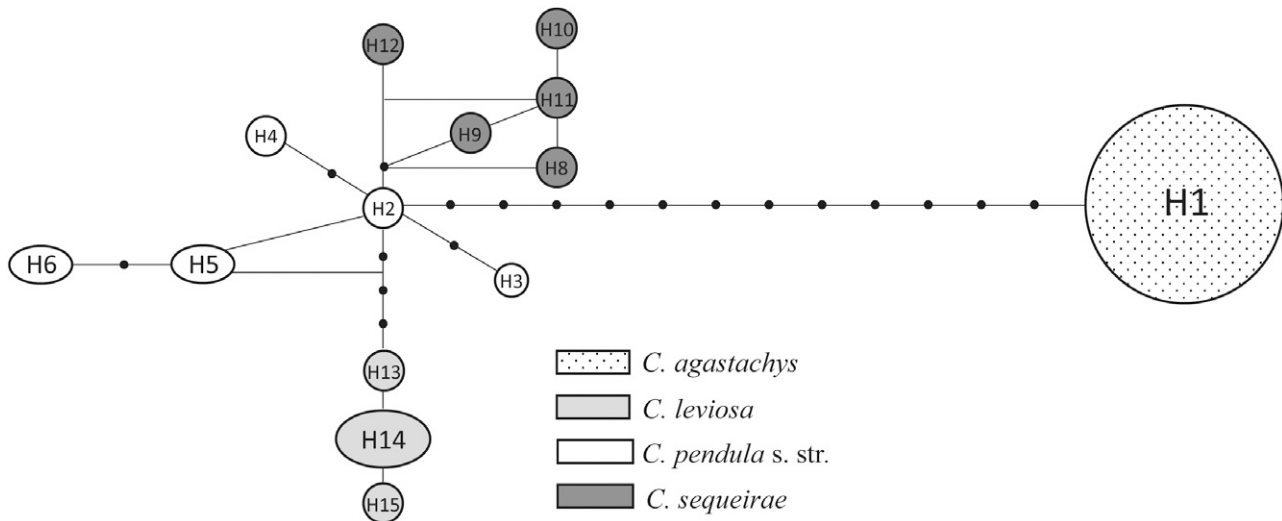 H12
H10
H11
H9
H4
H8
H2
H1
H6
H5
H3
H13
H14
H15
C. agastachys
C. leviosa
C. pendula s. str.
C. sequeirae